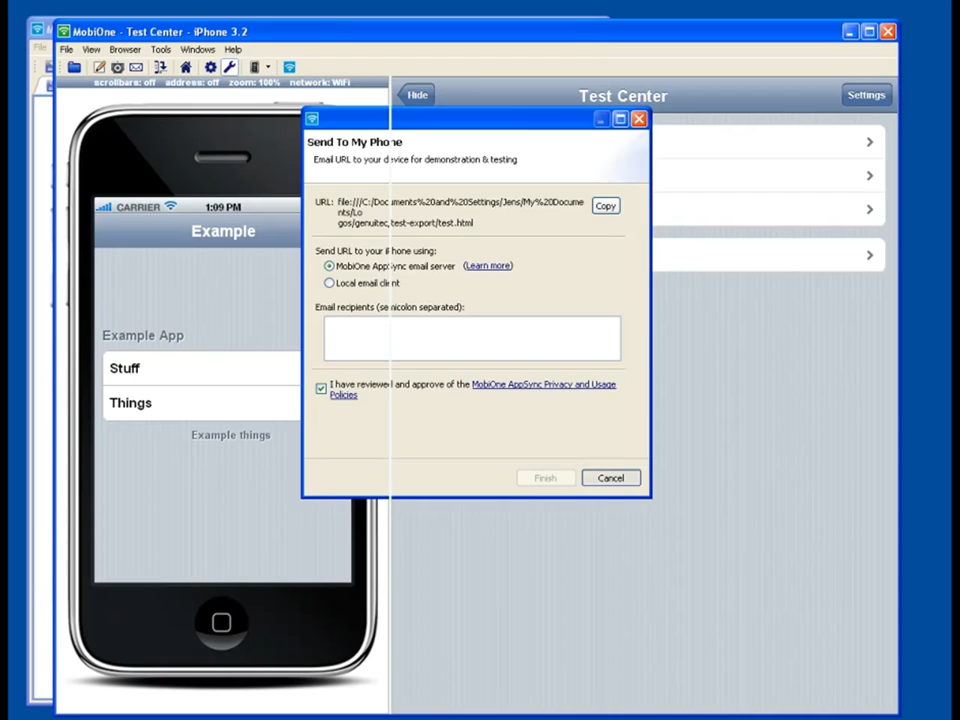 MobiOne - Test Center - iPhone 3.2
File View Browser Tools Windows Help
scrollbars: off address: off zoom: 100% network: WiFi
Hide
Test Center
Settings
CARRIER 1:09 PM
Example
Example App
Stuff
Things
Example things
Send To My Phone
Email URL to your device for demonstration & testing
URL: file:///C:/Documents%20and%20Settings/Jens/My%20Docume
nts/Lo
gos/genuitec_test-export/test.html
Copy
Send URL to your iPhone using:
MobiOne AppSync email server (Learn more)
Local email client
Email recipients (semicolon separated):
I have reviewed and approve of the MobiOne AppSync Privacy and Usage
Policies
Finish
Cancel